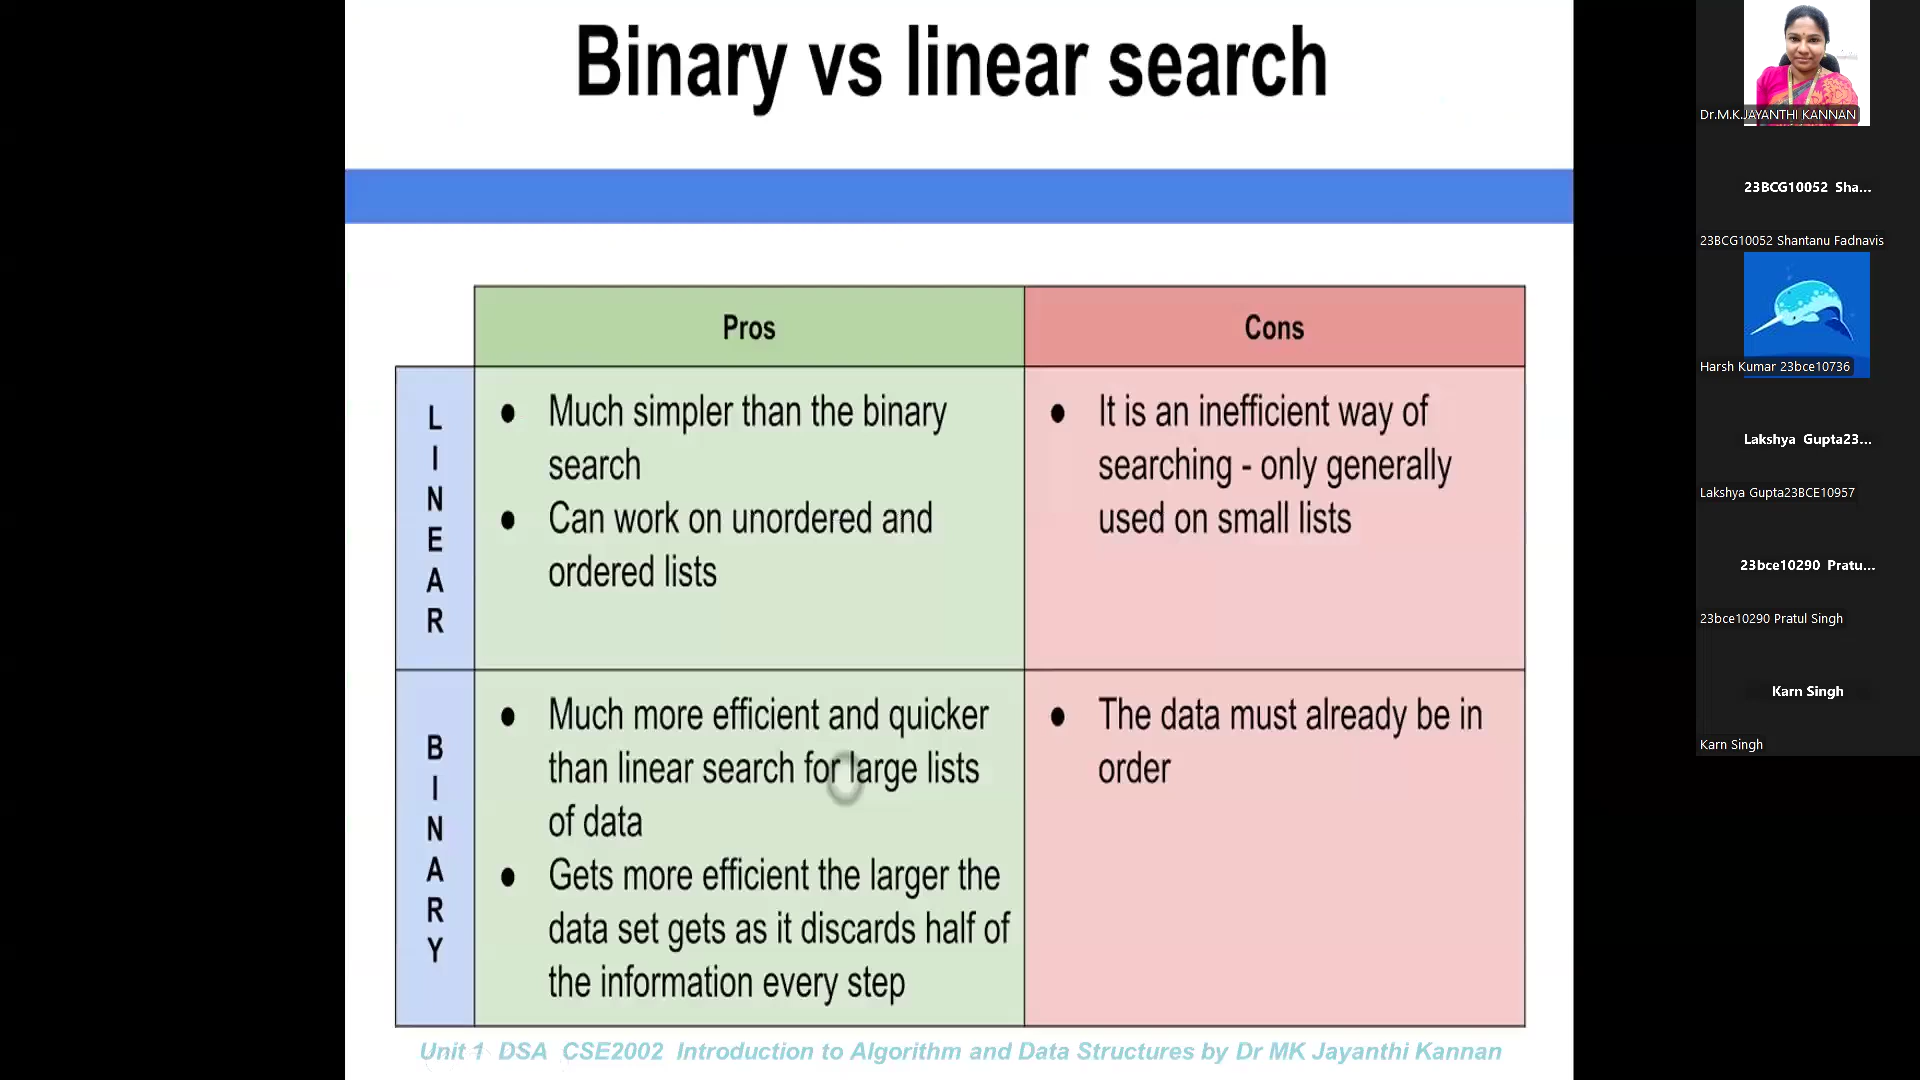 Binary vs linear search
Pros
Cons
LINEAR
● Much simpler than the binary
search
● Can work on unordered and
ordered lists
● It is an inefficient way of
searching - only generally
used on small lists
BINARY
● Much more efficient and quicker
than linear search for large lists
of data
● Gets more efficient the larger the
data set gets as it discards half of
the information every step
● The data must already be in
order
Unit 1 DSA CSE2002 Introduction to Algorithm and Data Structures by Dr MK Jayanthi Kannan
Dr.M.K.JAYANTHI KANNAN
23BCG10052 Sha...
23BCG10052 Shantanu Fadnavis
Harsh Kumar 23bce10736
Lakshya Gupta23...
Lakshya Gupta23BCE10957
23bce10290 Pratu...
23bce10290 Pratul Singh
Karn Singh
Karn Singh